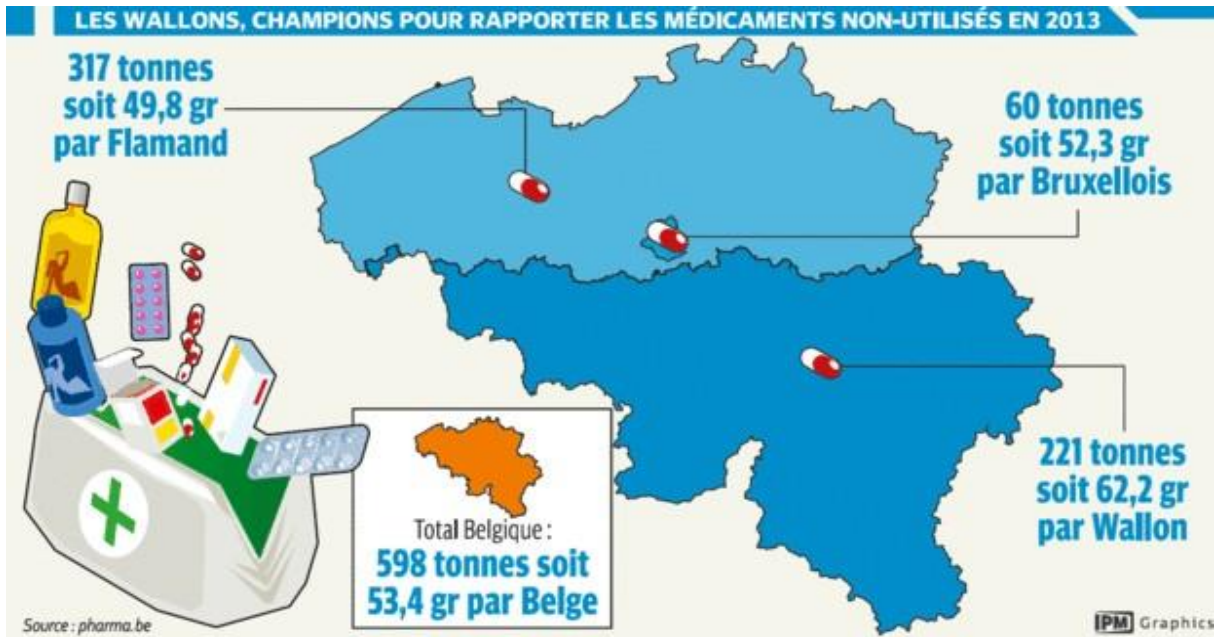 LES WALLONS, CHAMPIONS POUR RAPPORTER LES MÉDICAMENTS NON-UTILISÉS EN 2013
317 tonnes
soit 49,8 gr
par Flamand
60 tonnes
soit 52,3 gr
par Bruxellois
221 tonnes
soit 62,2 gr
par Wallon
Total Belgique :
598 tonnes soit
53,4 gr par Belge
Source : pharma.be
IPM Graphics